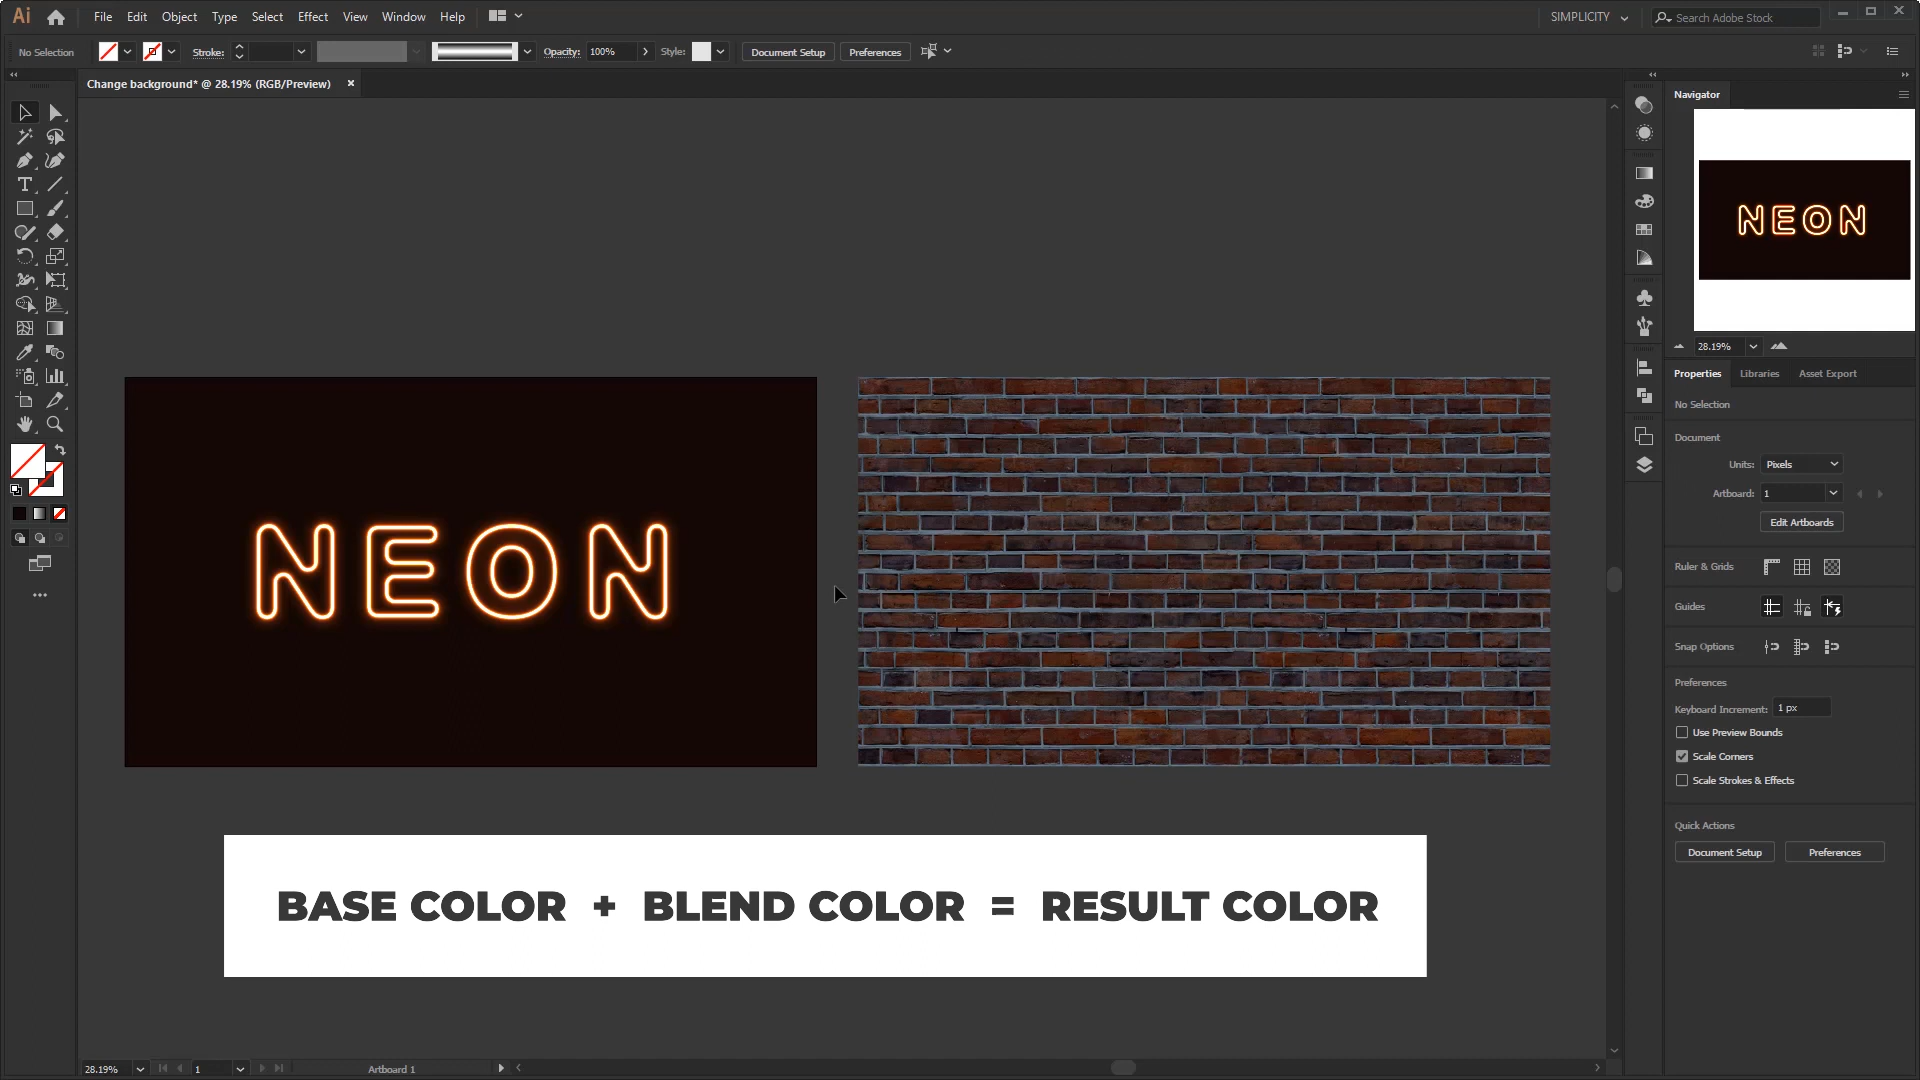 Ai File Edit Object Type Select Effect View Window Help SIMPLICITY Search Adobe Stock
No Selection Stroke: Opacity: 100% Style: Document Setup Preferences
Change background* @ 28.19% (RGB/Preview) ×
Navigator
NEON
28.19%
Properties Libraries Asset Export
No Selection
Document
Units: Pixels
Artboard: 1
Edit Artboards
Ruler & Grids
Guides
Snap Options
Preferences
Keyboard Increment: 1 px
Use Preview Bounds
Scale Corners
Scale Strokes & Effects
Quick Actions
Document Setup Preferences
NEON
BASE COLOR + BLEND COLOR = RESULT COLOR
28.19% 1 Artboard 1